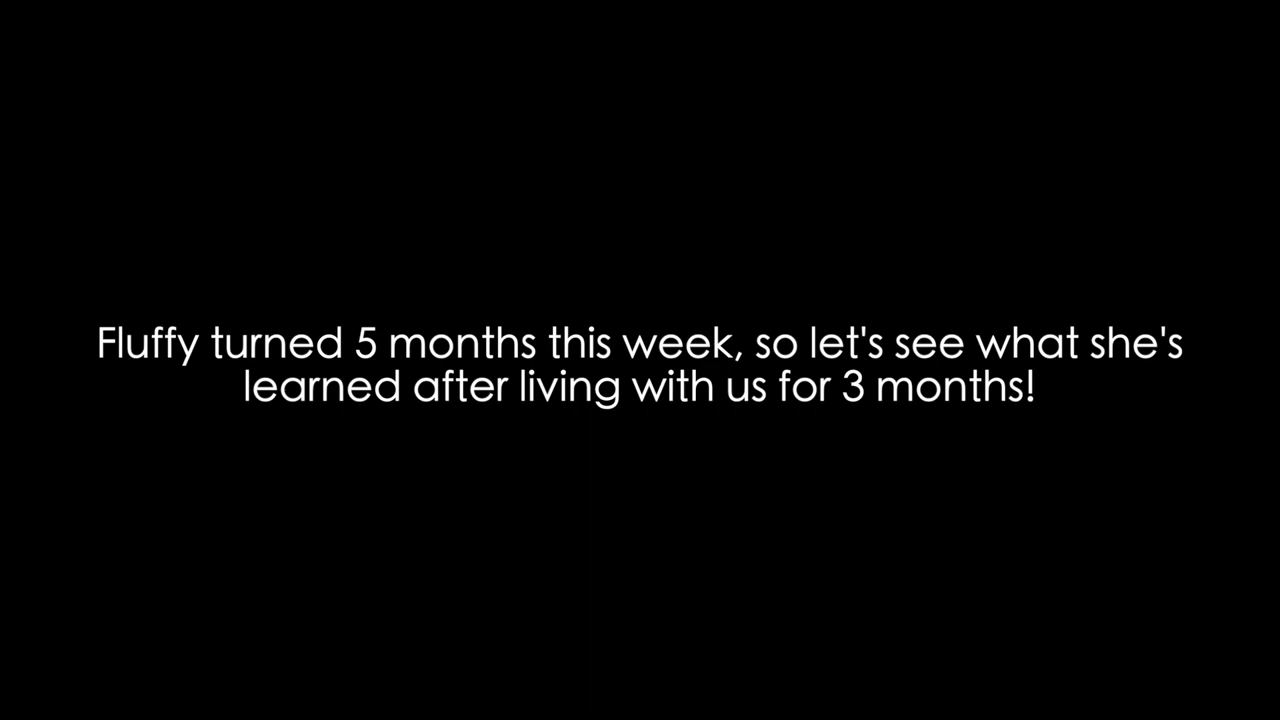 Fluffy turned 5 months this week, so let's see what she's
learned after living with us for 3 months!